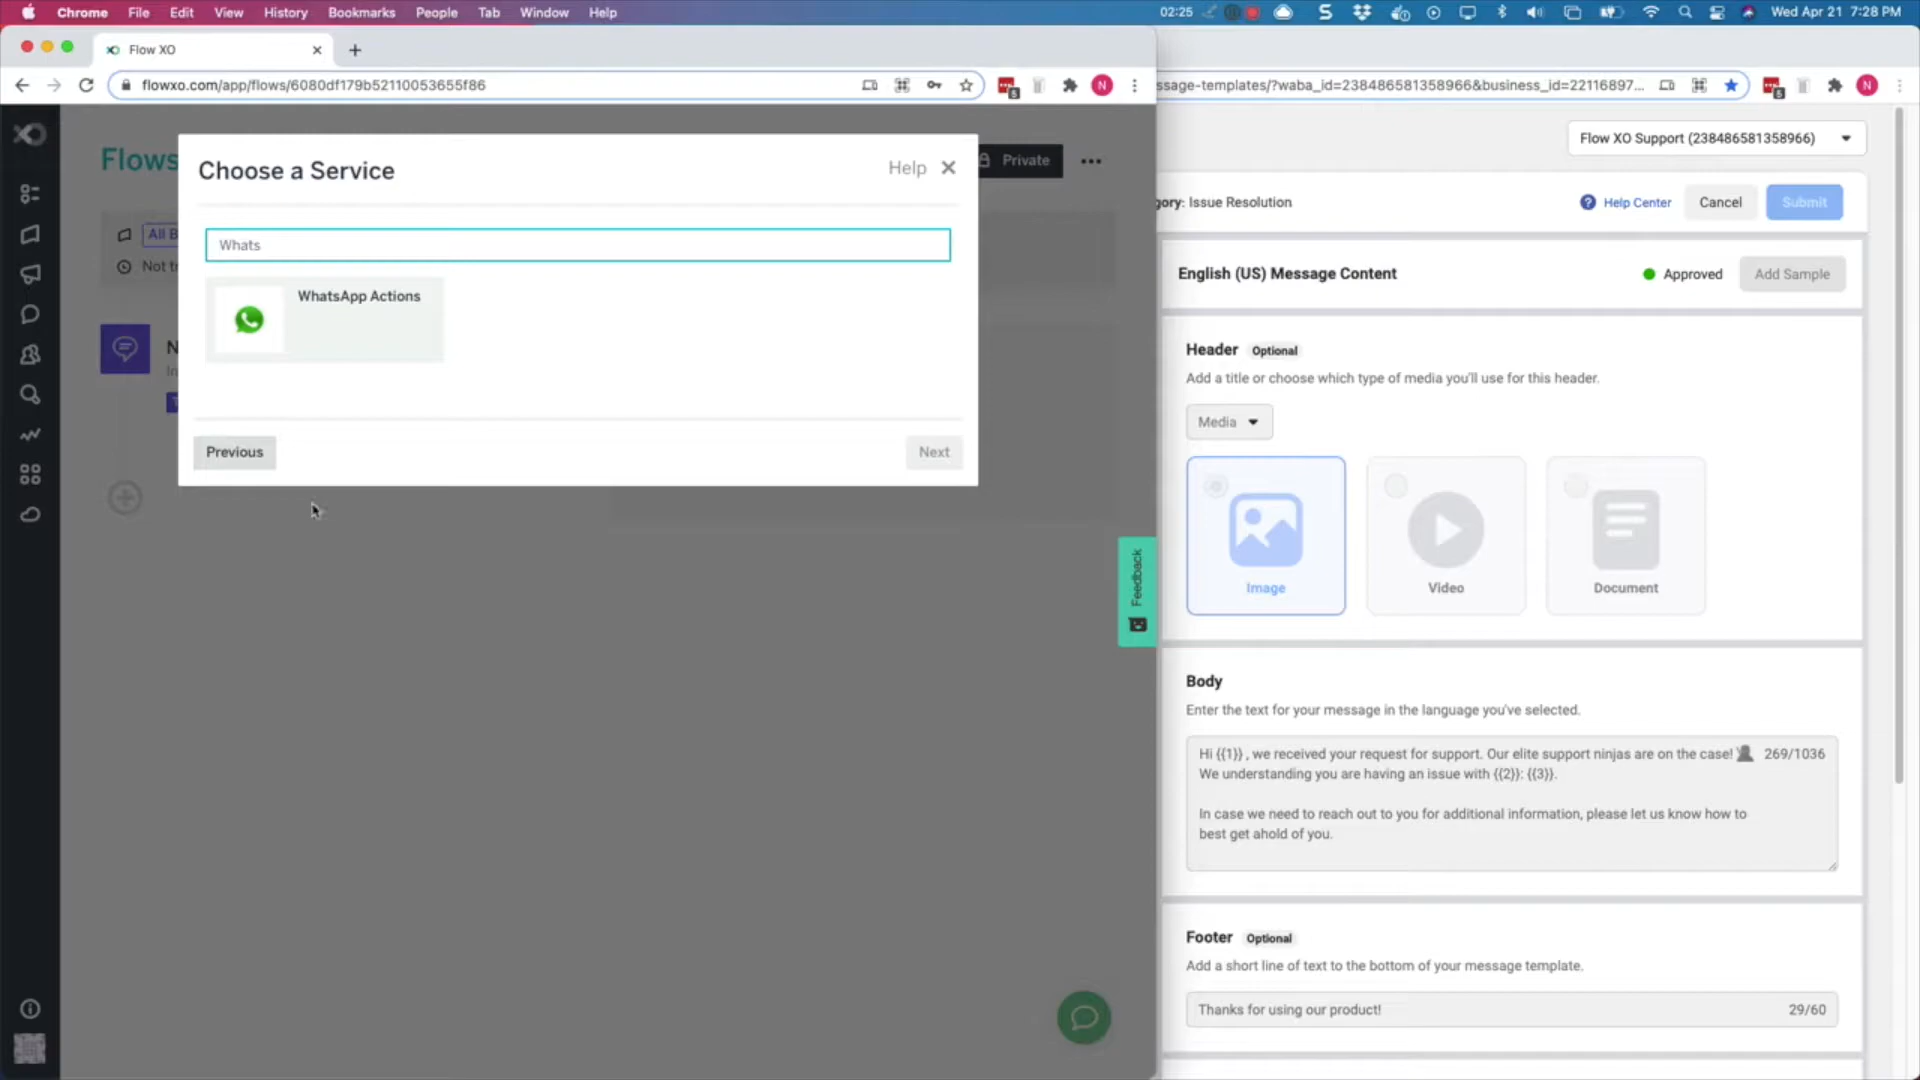 Chrome File Edit View History Bookmarks People Tab Window Help 02:25 Wed Apr 21 7:28 PM
Flow XO
flowxo.com/app/flows/6080df179b52110053655f86
ssage-templates/?waba_id=238486581358966&business_id=22116897...
Flows
Private
All B
Not tr
N
In
T
Choose a Service
Help
Whats
WhatsApp Actions
Previous
Next
Feedback
Flow XO Support (238486581358966)
gory: Issue Resolution
Help Center
Cancel
Submit
English (US) Message Content
Approved
Add Sample
Header Optional
Add a title or choose which type of media you'll use for this header.
Media
Image
Video
Document
Body
Enter the text for your message in the language you've selected.
Hi {{1}} , we received your request for support. Our elite support ninjas are on the case! 269/1036
We understanding you are having an issue with {{2}}: {{3}}.
In case we need to reach out to you for additional information, please let us know how to
best get ahold of you.
Footer Optional
Add a short line of text to the bottom of your message template.
Thanks for using our product! 29/60